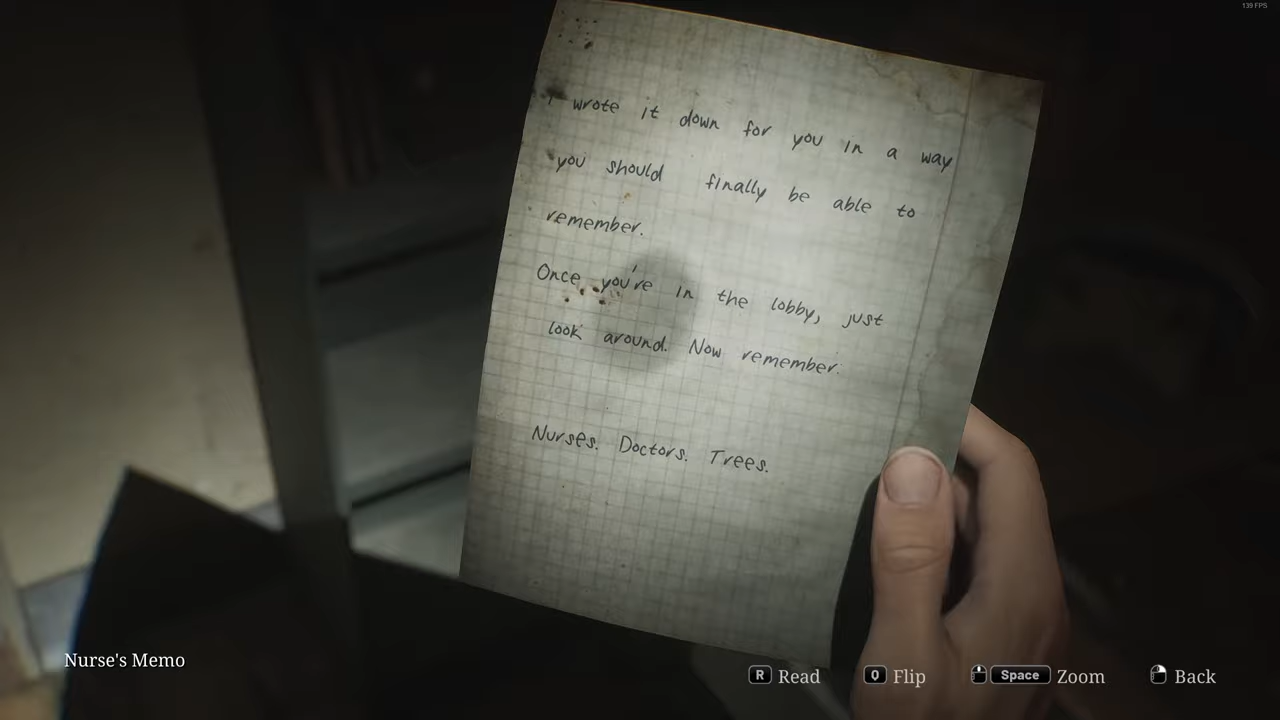 139 FPS
I wrote it down for you in a way
you should finally be able to
remember.
Once you're in the lobby, just
look around. Now remember.
Nurses. Doctors. Trees.
Nurse's Memo
R Read Q Flip Space Zoom Back